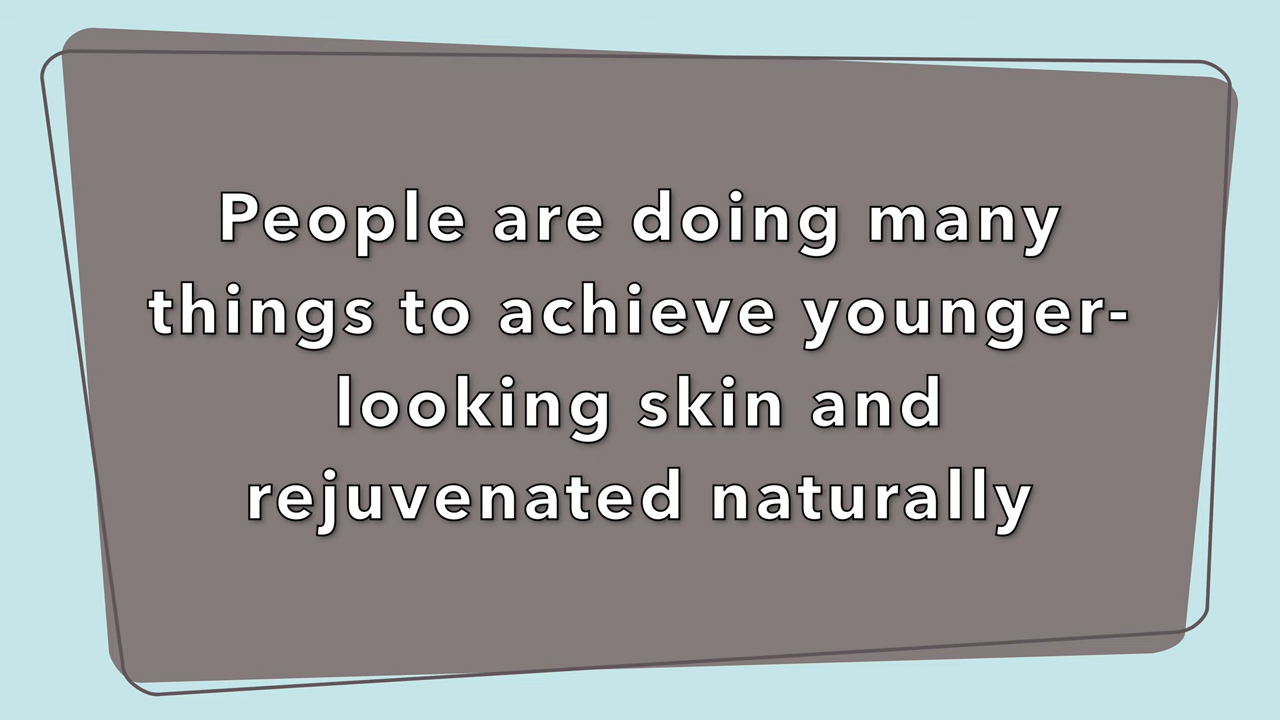 People are doing many
things to achieve younger-
looking skin and
rejuvenated naturally